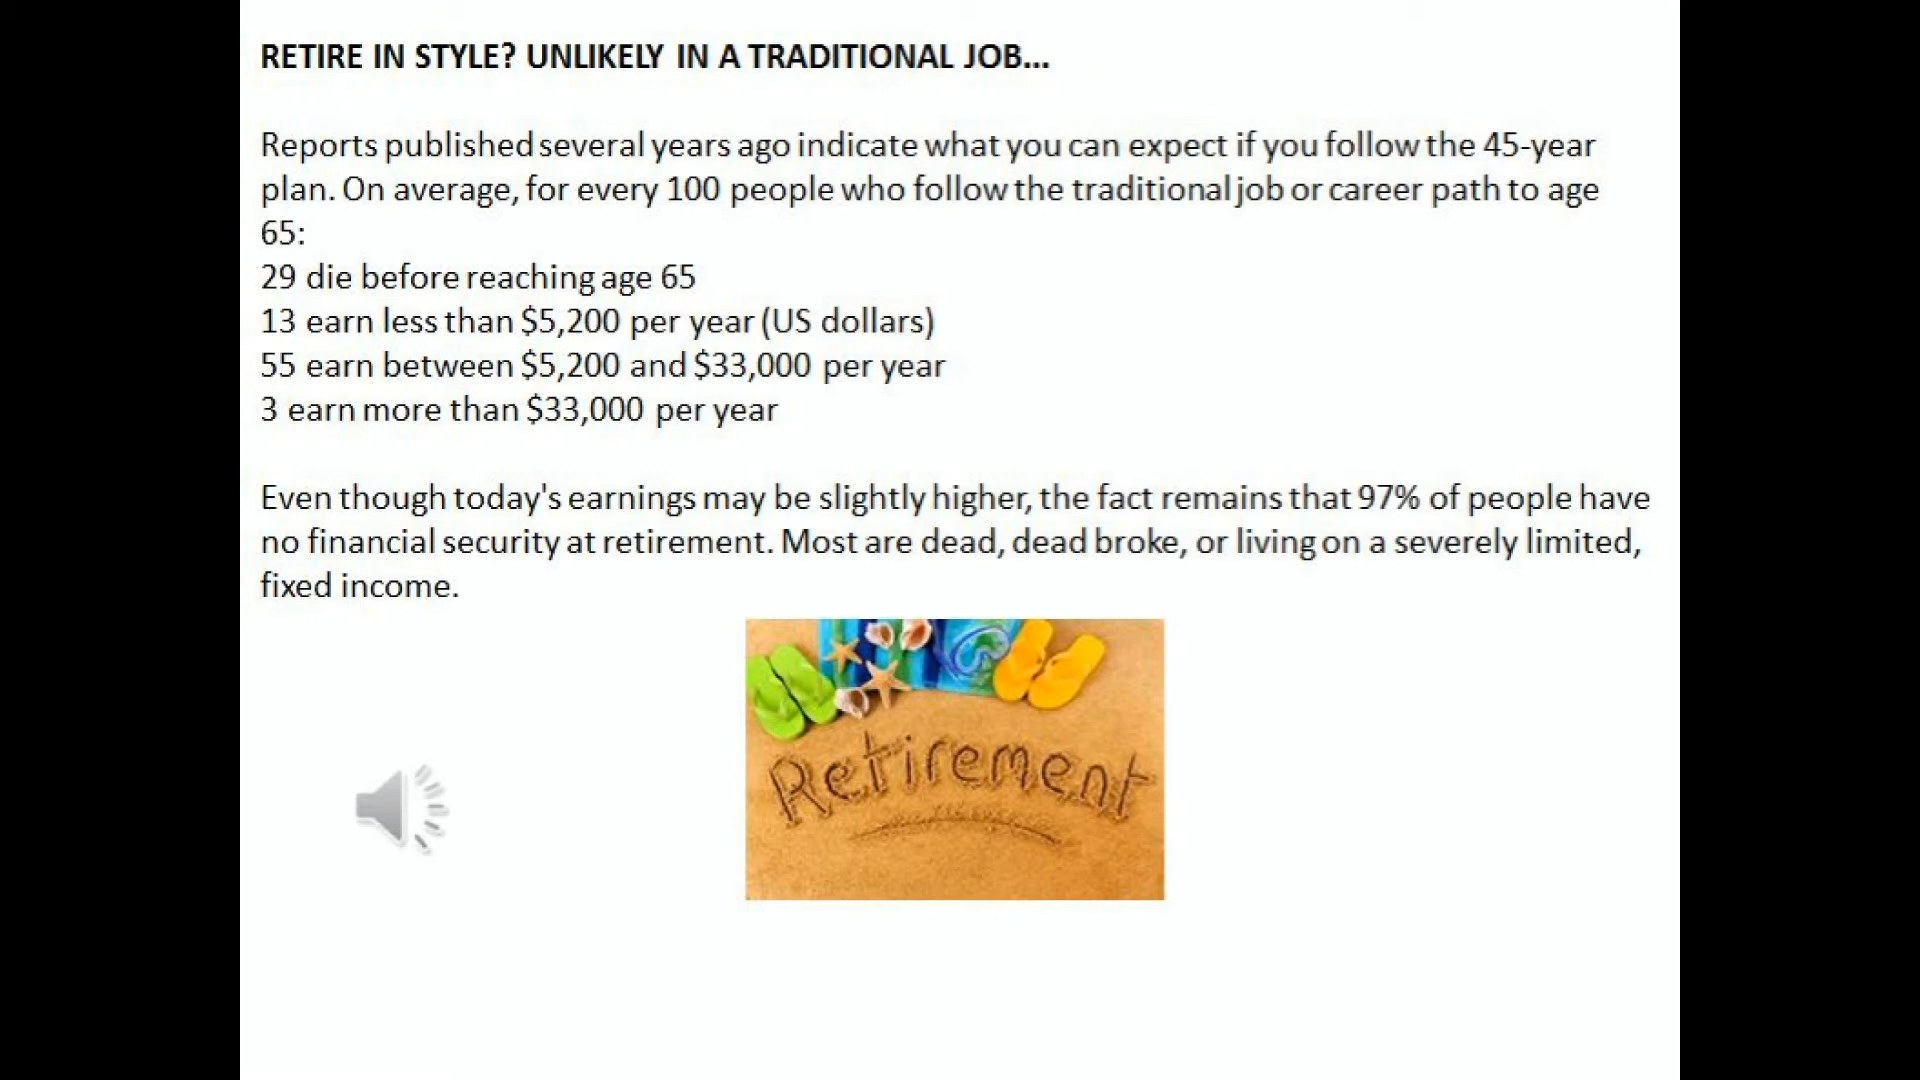 RETIRE IN STYLE? UNLIKELY IN A TRADITIONAL JOB...
Reports published several years ago indicate what you can expect if you follow the 45-year
plan. On average, for every 100 people who follow the traditional job or career path to age
65:
29 die before reaching age 65
13 earn less than $5,200 per year (US dollars)
55 earn between $5,200 and $33,000 per year
3 earn more than $33,000 per year
Even though today's earnings may be slightly higher, the fact remains that 97% of people have
no financial security at retirement. Most are dead, dead broke, or living on a severely limited,
fixed income.
Retirement